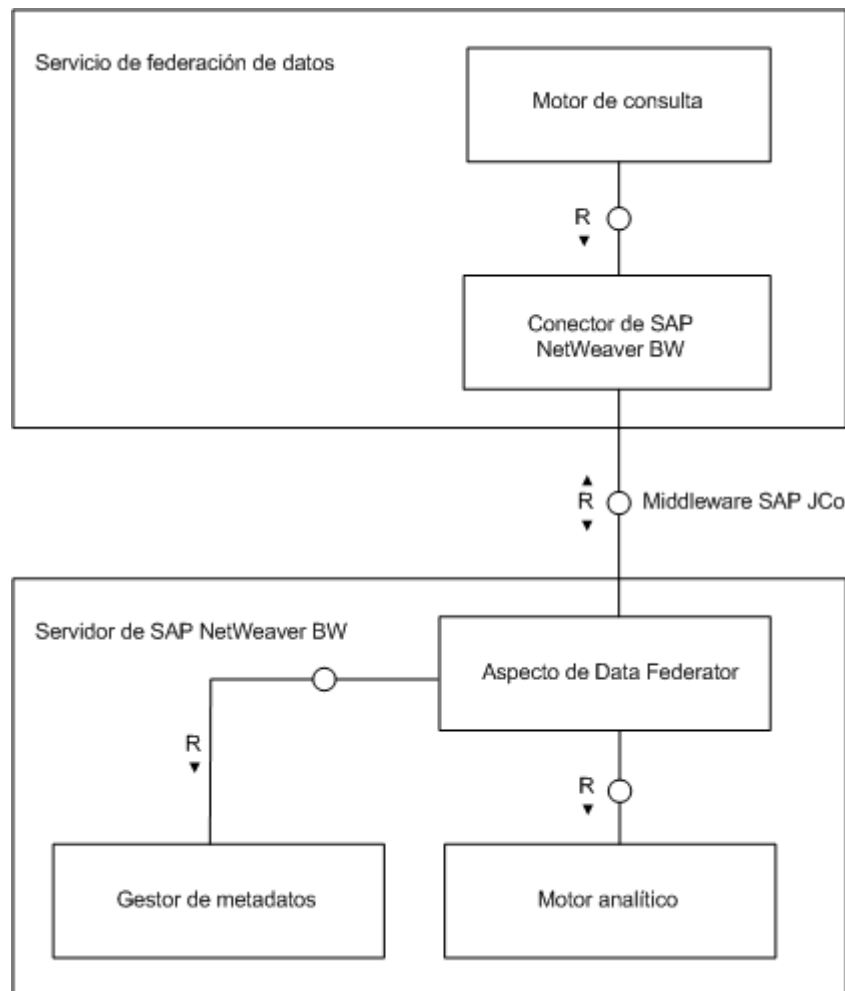 Servicio de federación de datos
Motor de consulta
R
Conector de SAP
NetWeaver BW
R
Middleware SAP JCo
Servidor de SAP NetWeaver BW
Aspecto de Data Federator
R
R
Gestor de metadatos
Motor analítico